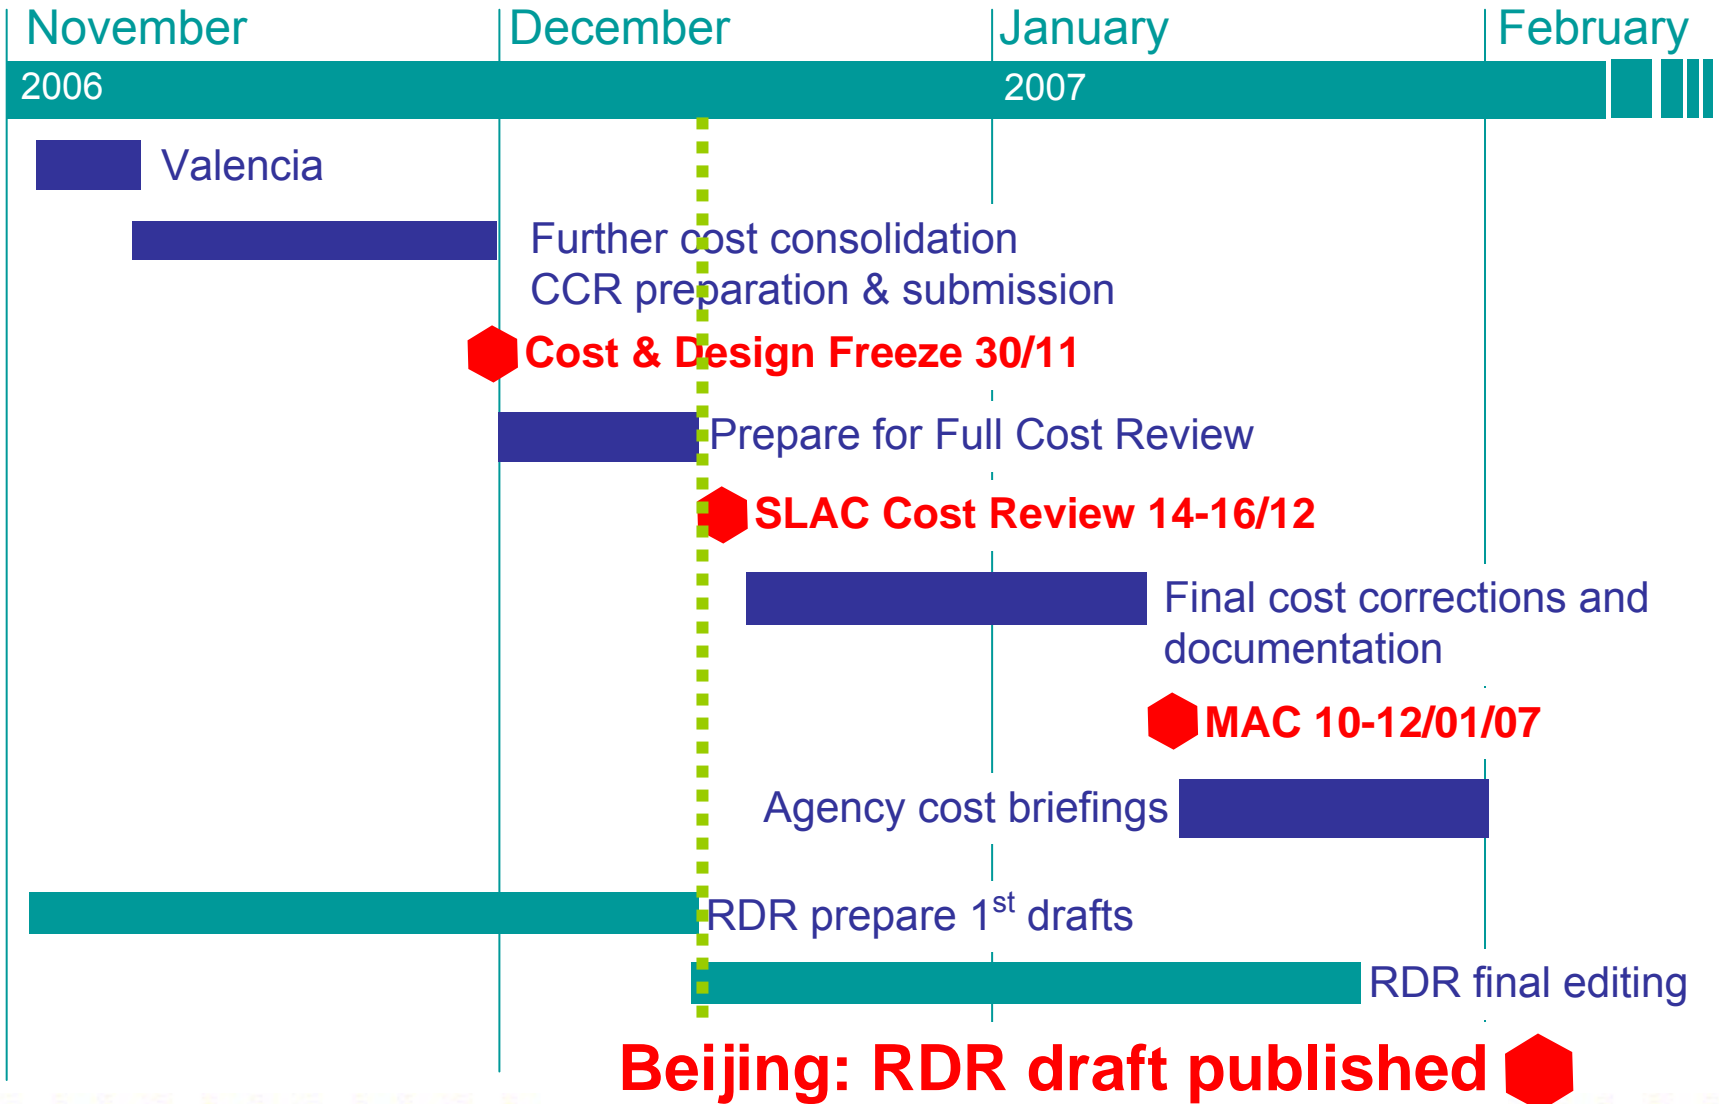 November December January February
2006 2007
Valencia
Further cost consolidation
CCR preparation & submission
Cost & Design Freeze 30/11
Prepare for Full Cost Review
SLAC Cost Review 14-16/12
Final cost corrections and
documentation
MAC 10-12/01/07
Agency cost briefings
RDR prepare 1st drafts
RDR final editing
Beijing: RDR draft published